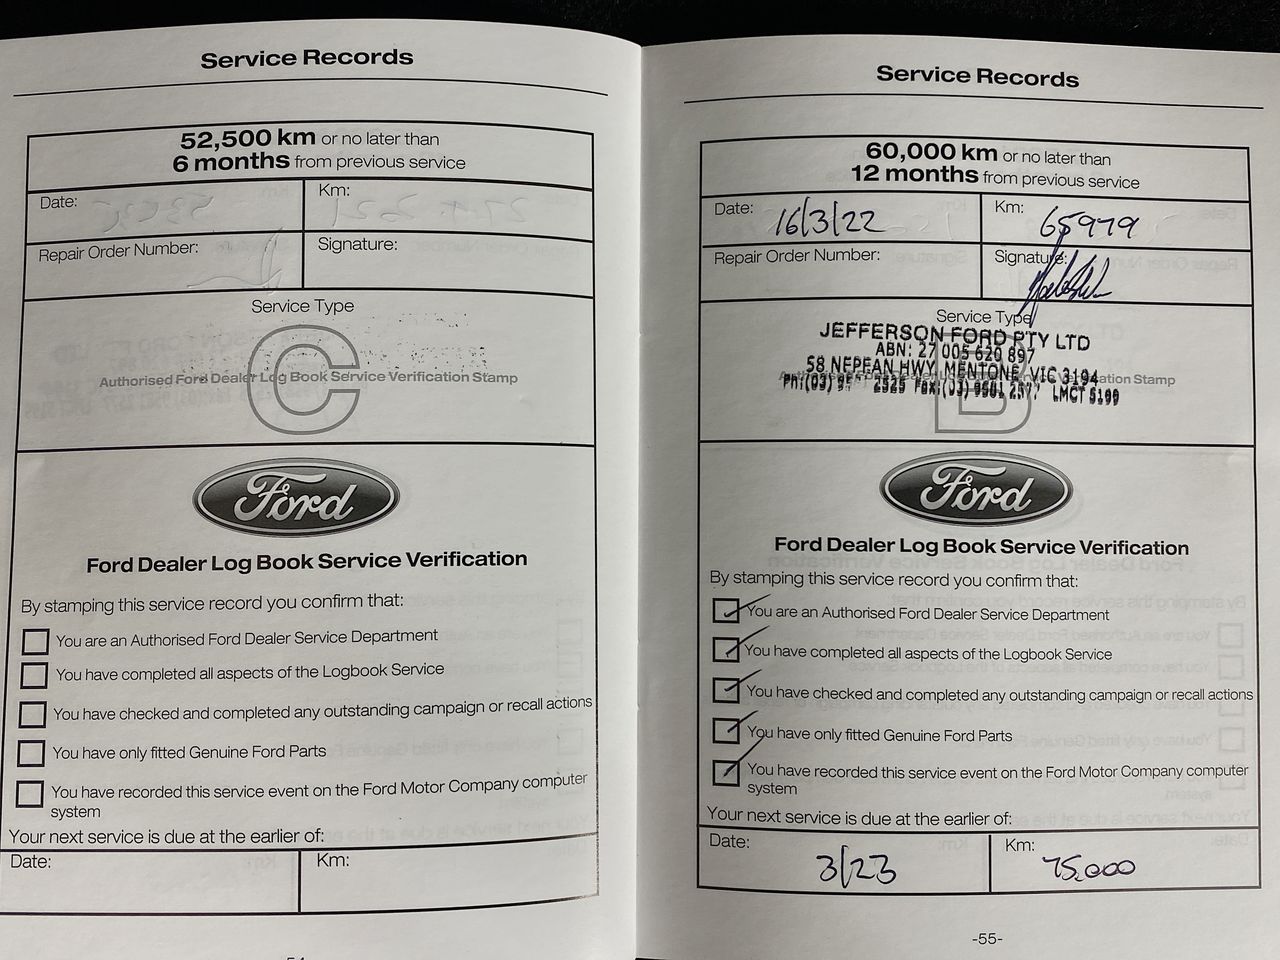 Service Records
52,500 km or no later than
6 months from previous service
Date:
Km:
Repair Order Number:
Signature:
Service Type
C
Authorised Ford Dealer Log Book Service Verification Stamp
Ford
Ford Dealer Log Book Service Verification
By stamping this service record you confirm that:
You are an Authorised Ford Dealer Service Department
You have completed all aspects of the Logbook Service
You have checked and completed any outstanding campaign or recall actions
You have only fitted Genuine Ford Parts
You have recorded this service event on the Ford Motor Company computer
system
Your next service is due at the earlier of:
Date:
Km:
Service Records
60,000 km or no later than
12 months from previous service
Date: 16/3/22
Km: 65979
Repair Order Number:
Signature:
Service Type
JEFFERSON FORD PTY LTD
ABN: 27 005 620 897
58 NEPEAN HWY, MENTONE, VIC 3194
B
ation Stamp
Ph:(03) 2525 Fax:(03) 9581 LMCT 5199
Ford
Ford Dealer Log Book Service Verification
By stamping this service record you confirm that:
You are an Authorised Ford Dealer Service Department
You have completed all aspects of the Logbook Service
You have checked and completed any outstanding campaign or recall actions
You have only fitted Genuine Ford Parts
You have recorded this service event on the Ford Motor Company computer
system
Your next service is due at the earlier of:
Date: 3/23
Km: 75,000
-55-